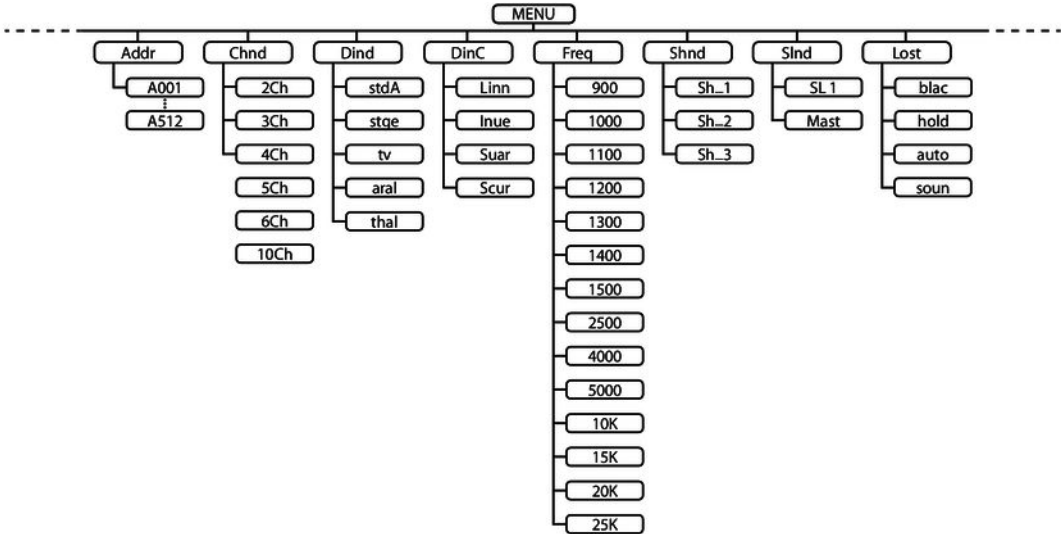 MENU
Addr
Chnd
Dind
DinC
Freq
Shnd
Slnd
Lost
A001
2Ch
stdA
Linn
900
Sh_1
SL 1
blac
A512
3Ch
stge
Inue
1000
Sh_2
Mast
hold
4Ch
tv
Suar
1100
Sh_3
auto
5Ch
aral
Scur
1200
soun
6Ch
thal
1300
10Ch
1400
1500
2500
4000
5000
10K
15K
20K
25K